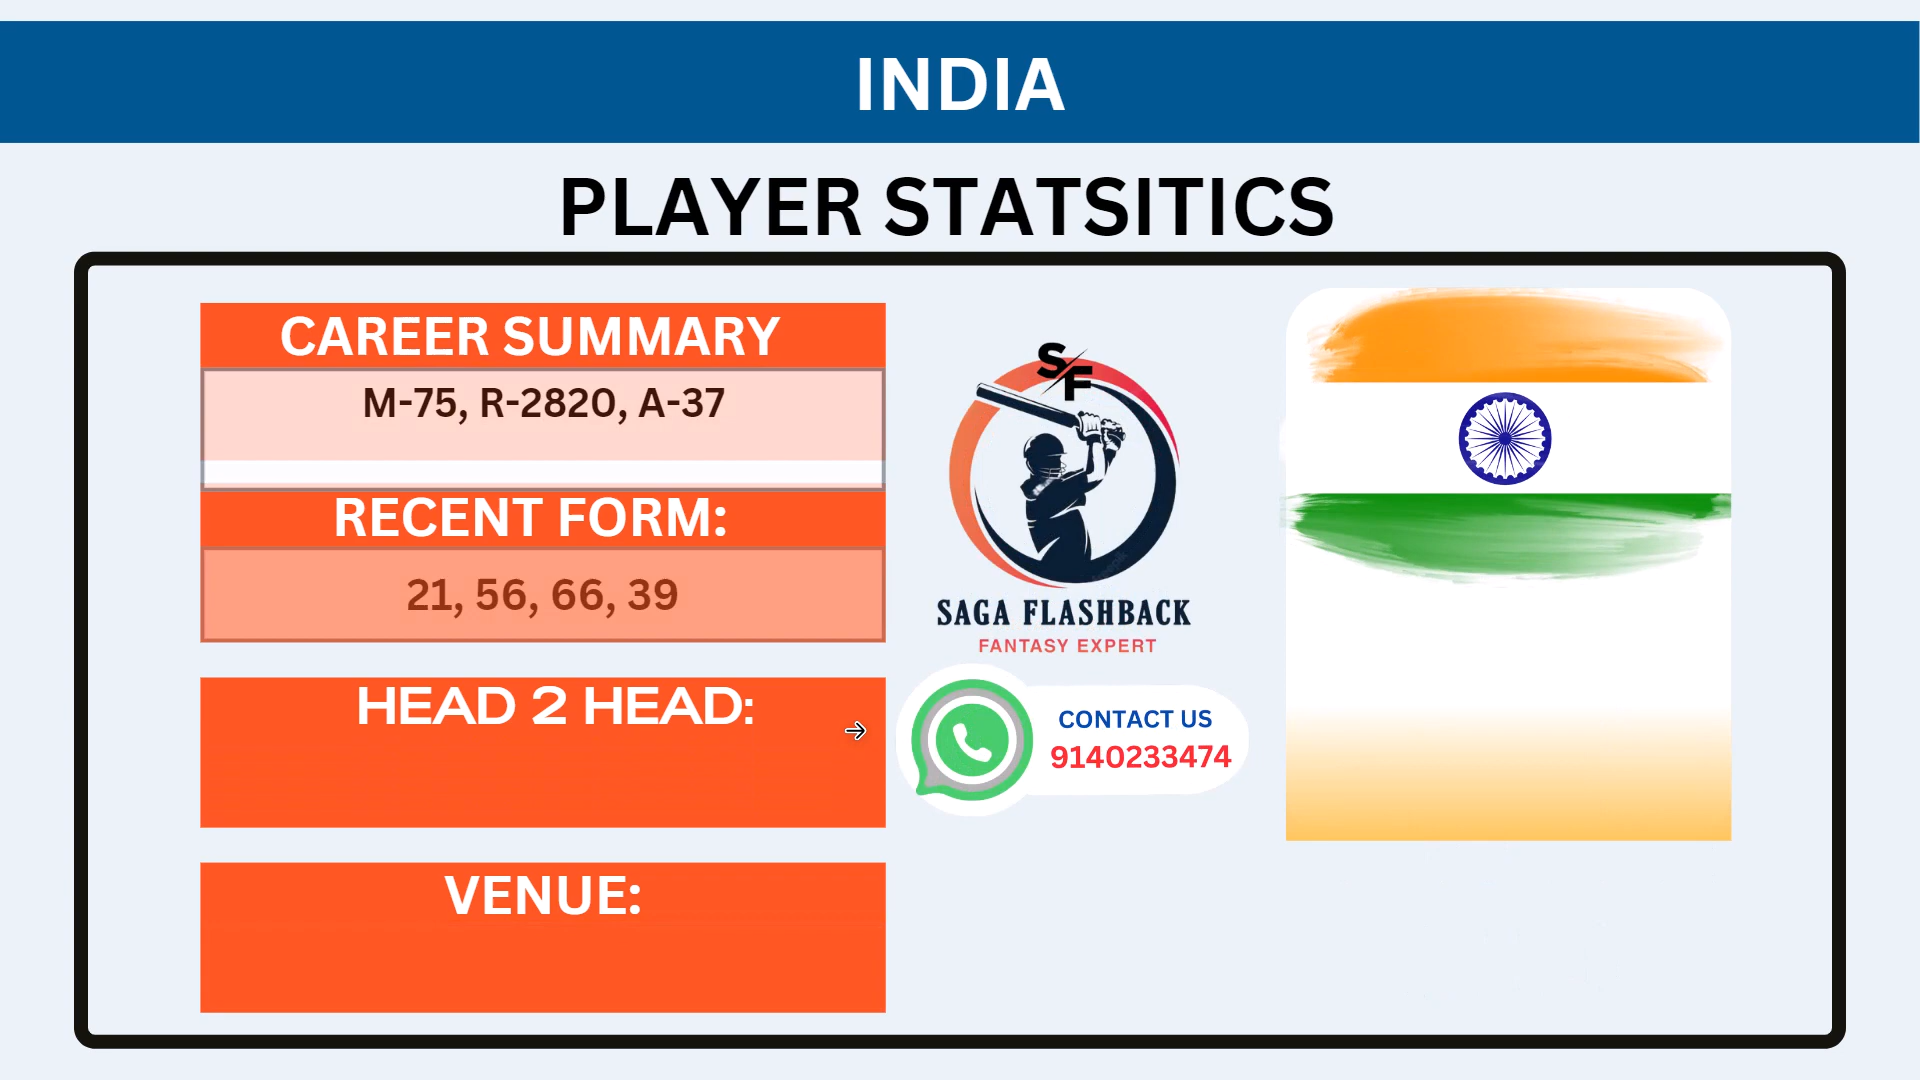 INDIA
PLAYER STATSITICS
CAREER SUMMARY
M-75, R-2820, A-37
RECENT FORM:
21, 56, 66, 39
HEAD 2 HEAD:
VENUE:
SF
SAGA FLASHBACK
FANTASY EXPERT
CONTACT US
9140233474